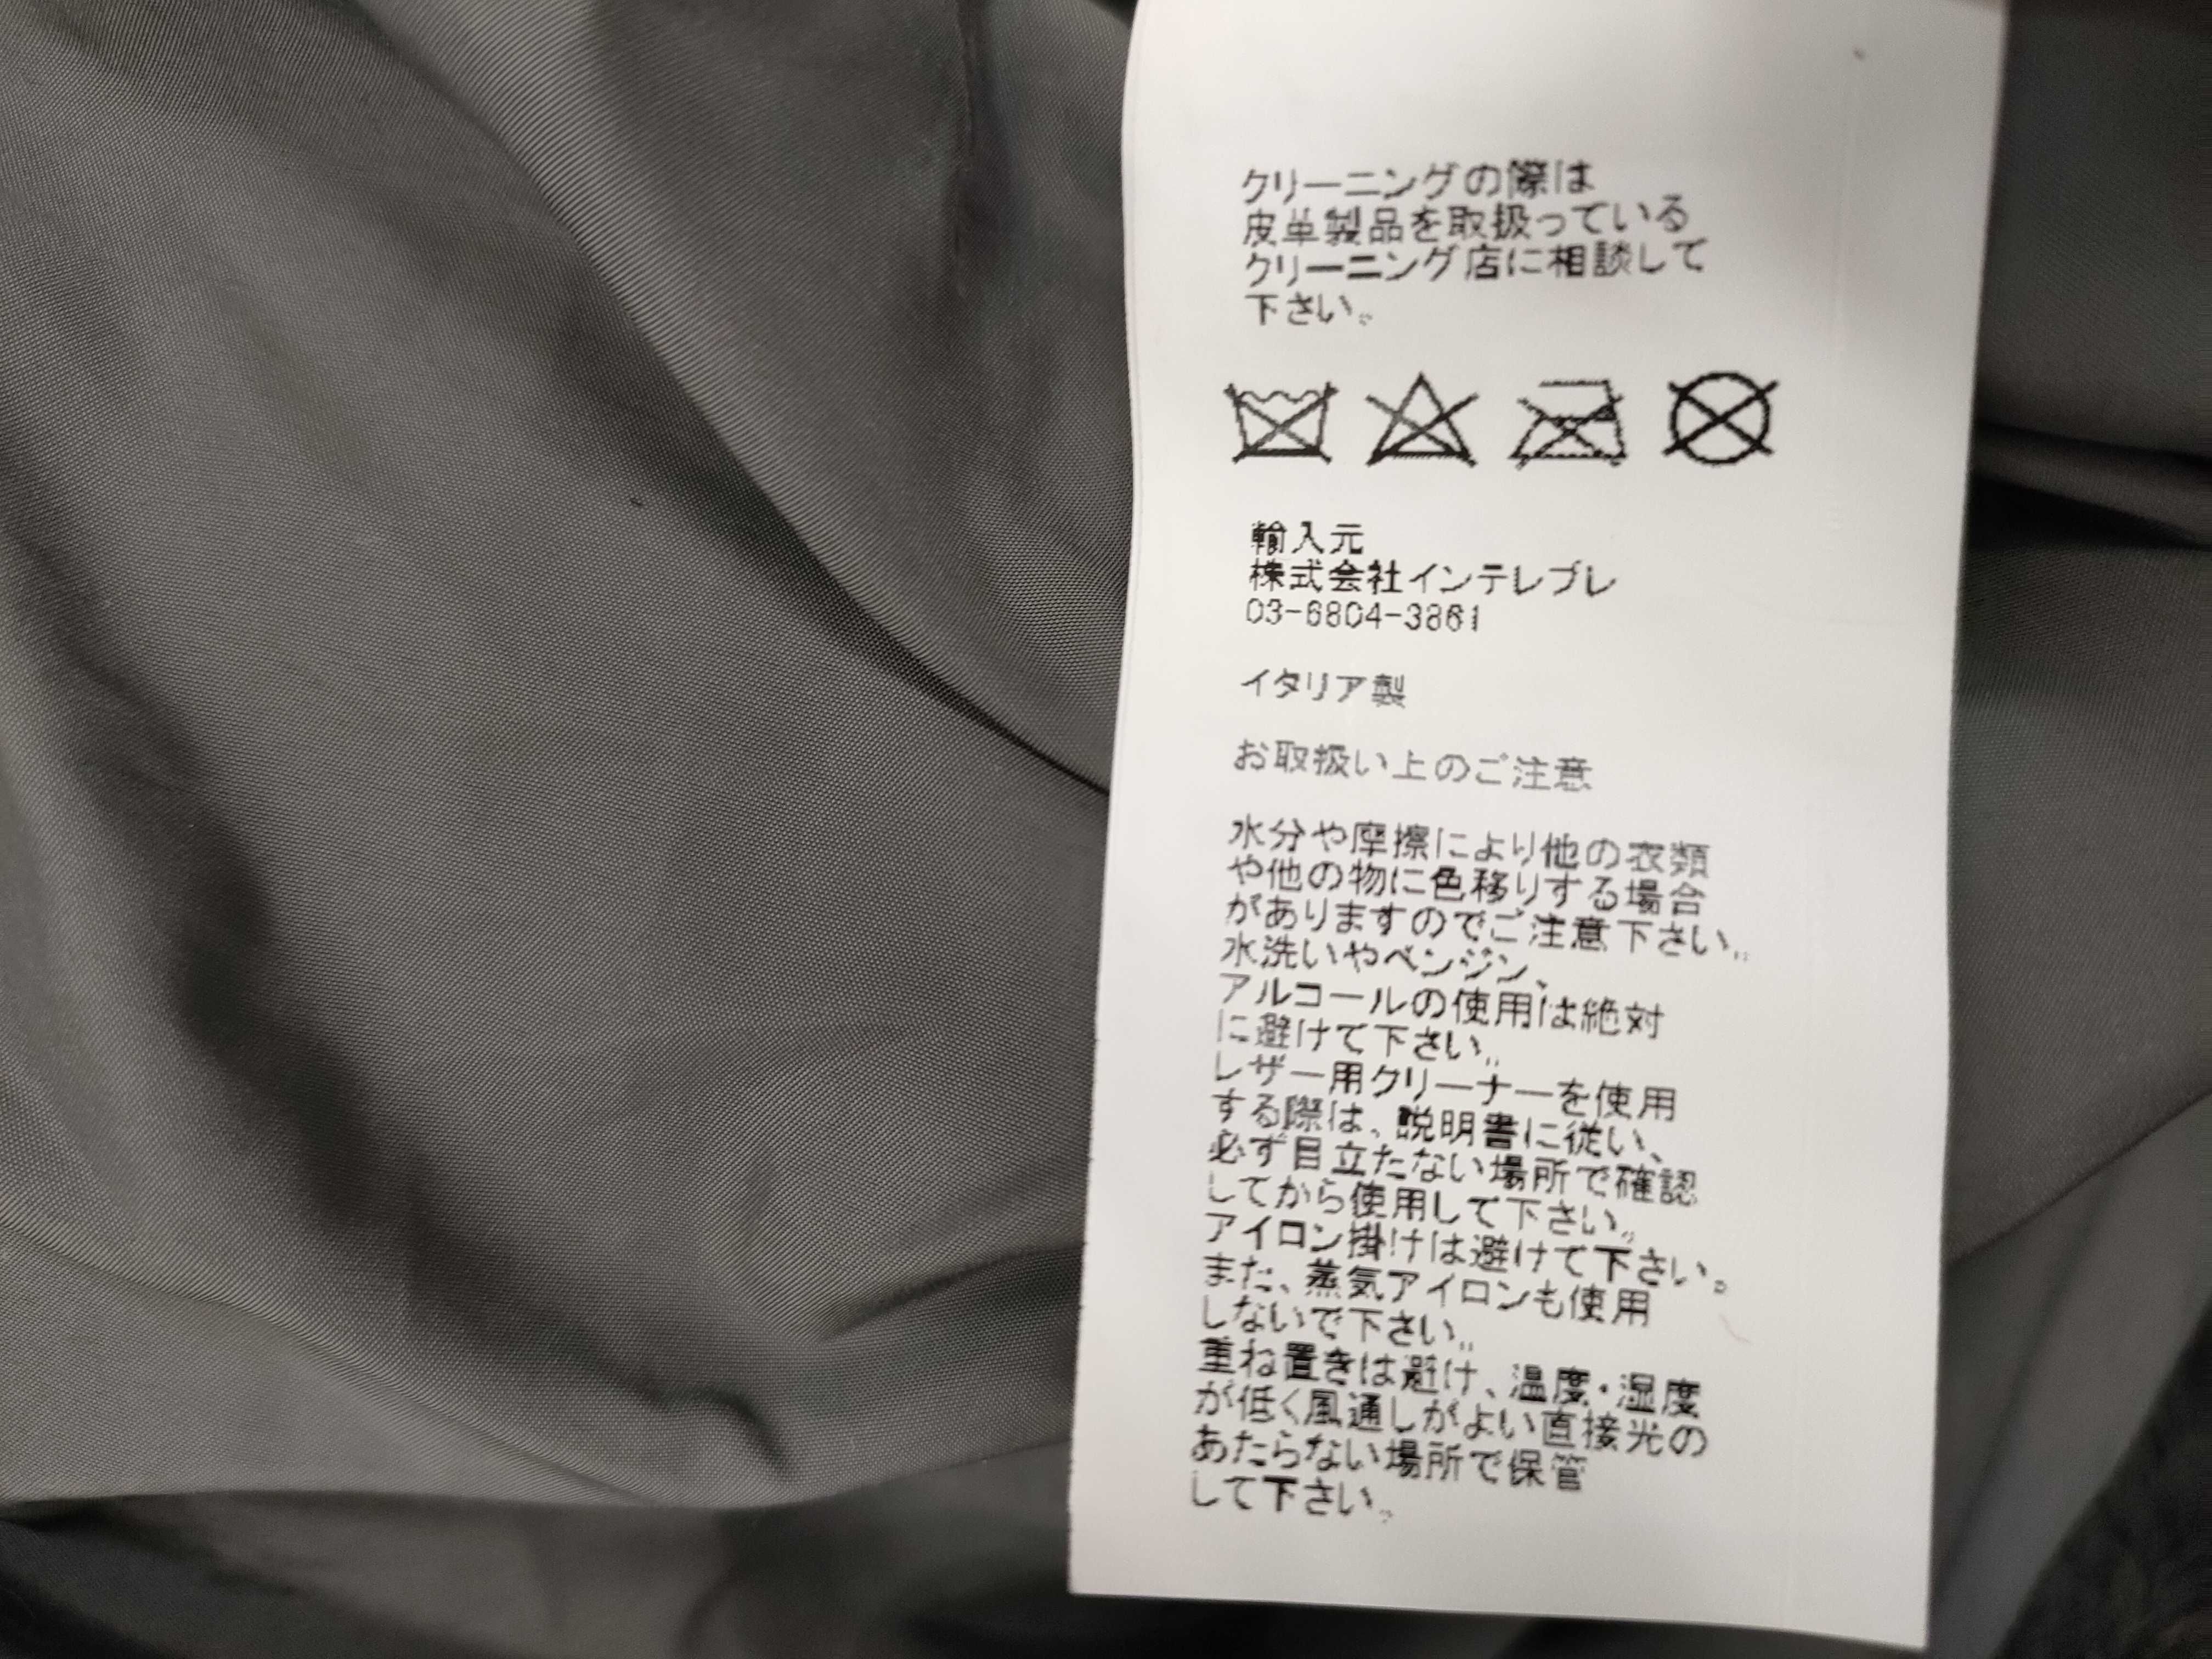 クリーニングの際は
皮革製品を取扱っている
クリーニング店に相談して
下さい。
輸入元
株式会社インテレプレ
03-6804-3861
イタリア製
お取扱い上のご注意
水分や摩擦により他の衣類
や他の物に色移りする場合
がありますのでご注意下さい。
水洗いやベンジン、
アルコールの使用は絶対
に避けて下さい。
レザー用クリーナーを使用
する際は、説明書に従い、
必ず目立たない場所で確認
してから使用して下さい。
アイロン掛けは避けて下さい。
また、蒸気アイロンも使用
しないで下さい。
重ね置きは避け、温度・湿度
が低く風通しがよい直接光の
あたらない場所で保管
して下さい。